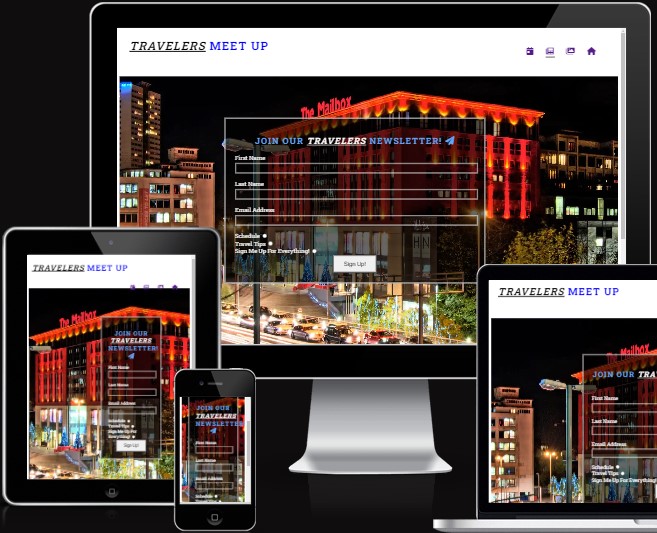 TRAVELERS MEET UP
The Mailbox
JOIN OUR TRAVELERS NEWSLETTER!
First Name
Last Name
Email Address
Schedule
Travel Tips
Sign Me Up For Everything!
Sign Up!
TRAVELERS MEET UP
The Mailbox
JOIN OUR
TRAVELERS
NEWSLETTER!
First Name
Last Name
Email Address
Schedule
Travel Tips
Sign Me Up For
Everything!
Sign Up!
JOIN OUR
TRAVELERS
NEWSLETTER
First Name
Last Name
Email Address
Schedule
Travel Tips
TRAVELERS MEET UP
The Mailbox
JOIN OUR TRA
First Name
Last Name
Email Address
Schedule
Travel Tips
Sign Me Up For Everything!